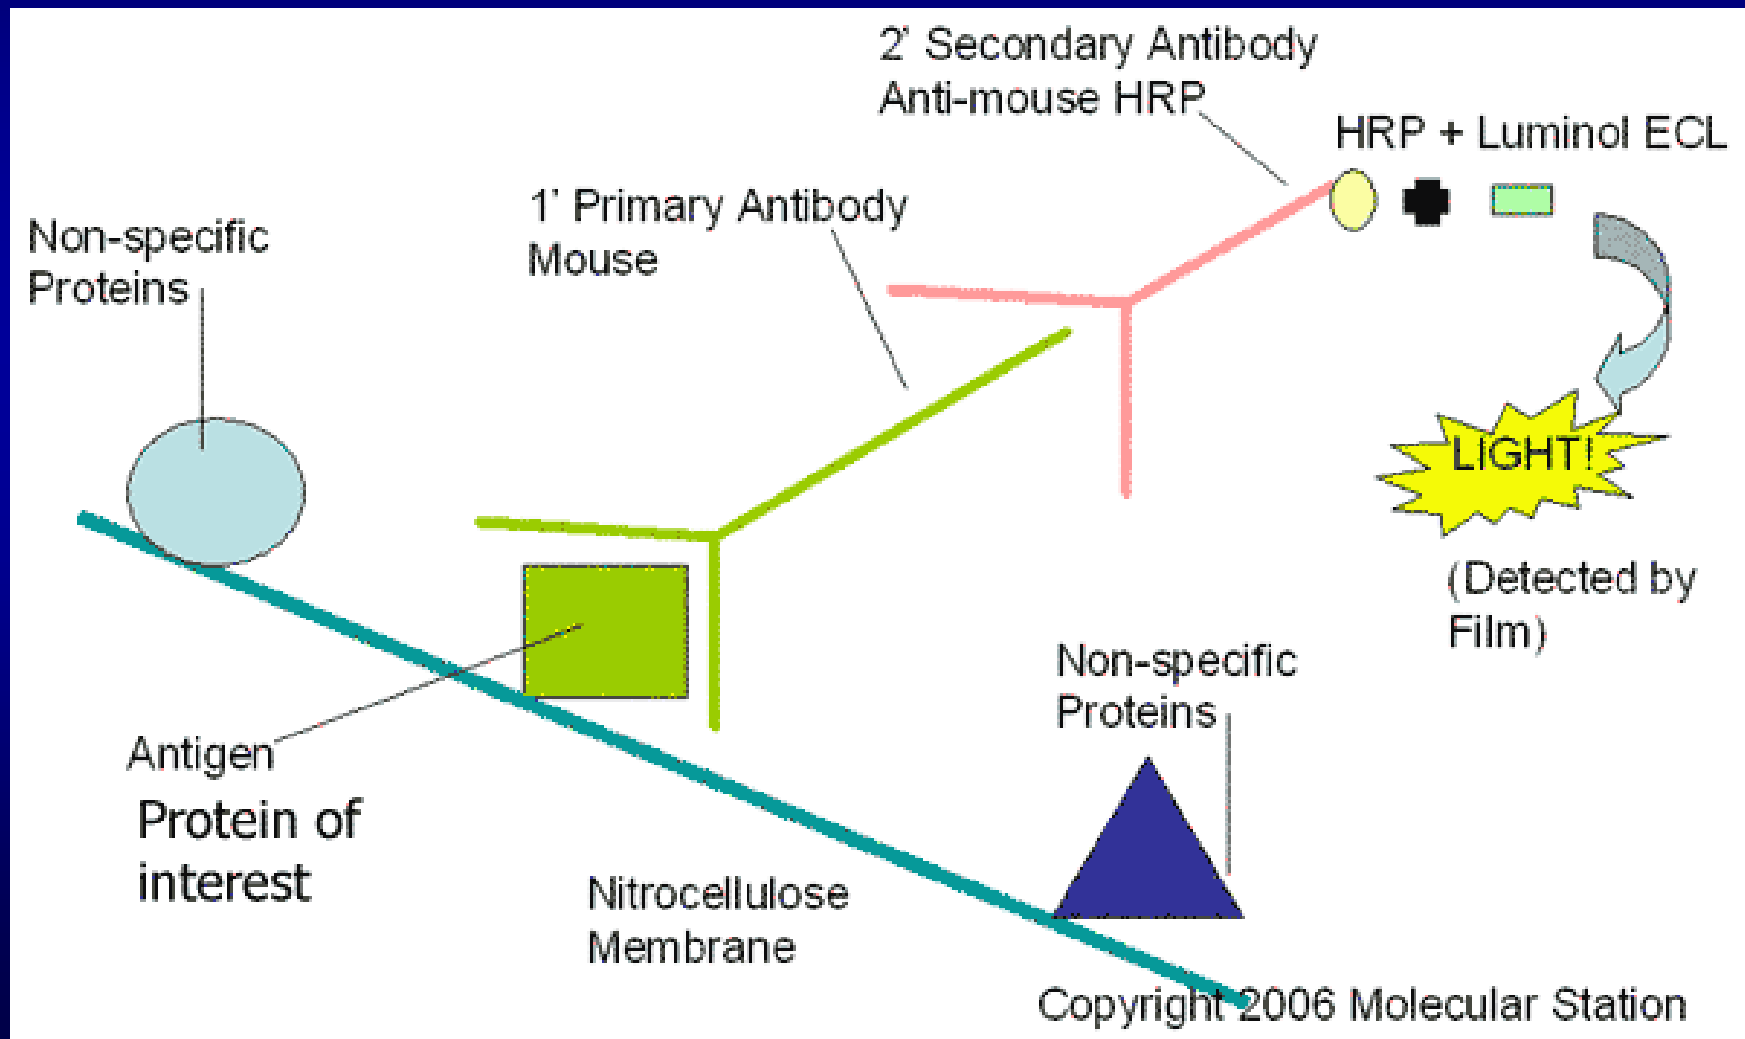 2' Secondary Antibody
Anti-mouse HRP
HRP + Luminol ECL
1' Primary Antibody
Mouse
Non-specific
Proteins
LIGHT!
(Detected by
Film)
Non-specific
Proteins
Antigen
Protein of
interest
Nitrocellulose
Membrane
Copyright 2006 Molecular Station